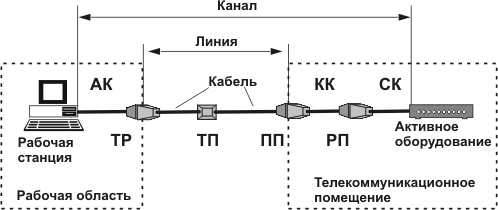 Канал
Линия
АК
Кабель
КК
СК
Рабочая
станция
ТР
ТП
ПП
РП
Активное
оборудование
Рабочая область
Телекоммуникационное
помещение